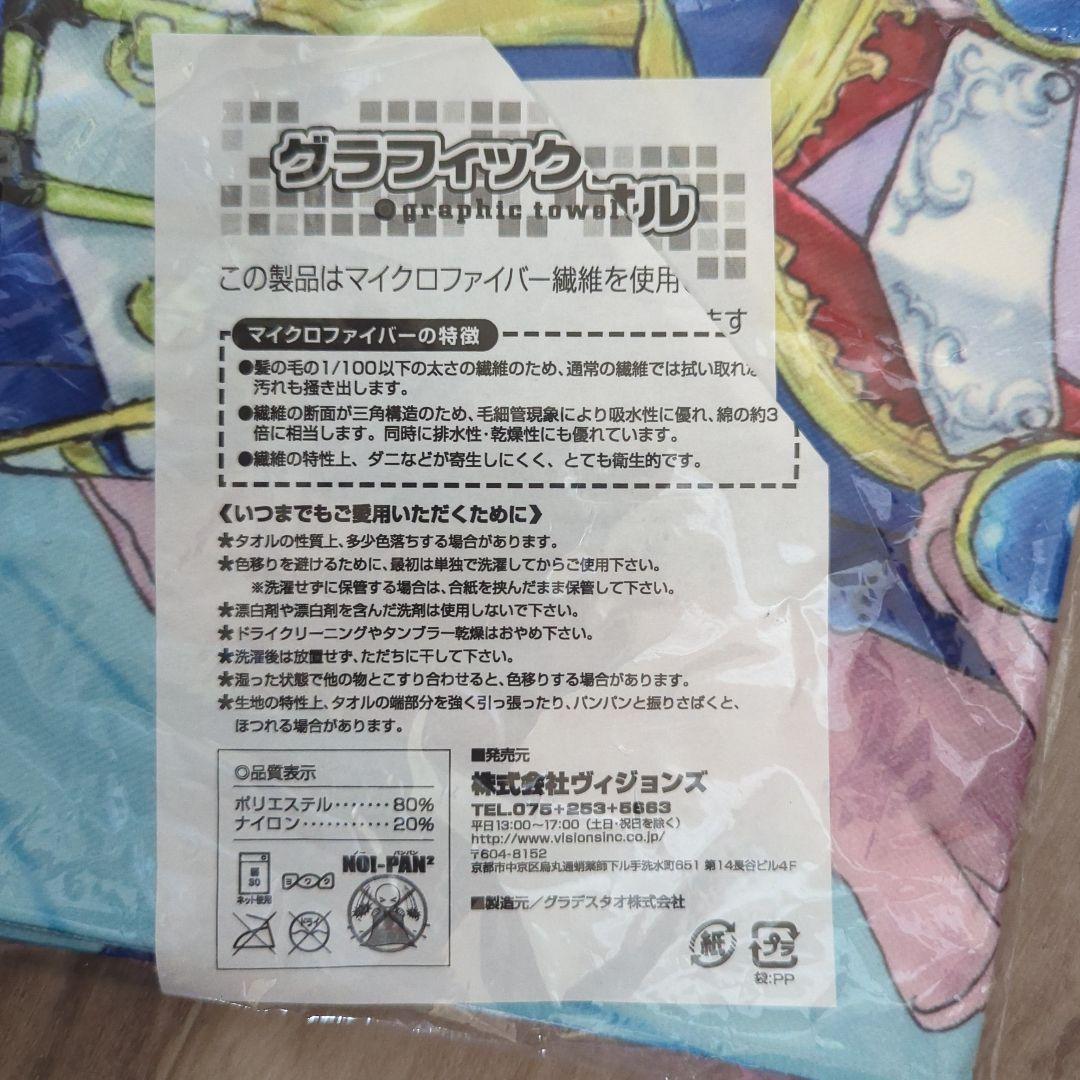 グラフィック ル
graphic towel
この製品はマイクロファイバー繊維を使用
ます
マイクロファイバーの特徴
●髪の毛の1/100以下の太さの繊維のため、通常の繊維では拭い取れ
汚れも掻き出します。
●繊維の断面が三角構造のため、毛細管現象により吸水性に優れ、綿の約3
倍に相当します。同時に排水性・乾燥性にも優れています。
●繊維の特性上、ダニなどが寄生しにくく、とても衛生的です。
《いつまでもご愛用いただくために》
★タオルの性質上、多少色落ちする場合があります。
★色移りを避けるために、最初は単独で洗濯してからご使用下さい。
※洗濯せずに保管する場合は、合紙を挟んだまま保管して下さい。
★漂白剤や漂白剤を含んだ洗剤は使用しないで下さい。
★ドライクリーニングやタンブラー乾燥はおやめ下さい。
★洗濯後は放置せず、ただちに干して下さい。
★湿った状態で他の物とこすり合わせると、色移りする場合があります。
★生地の特性上、タオルの端部分を強く引っ張ったり、バンバンと振りさばくと、
ほつれる場合があります。
◎品質表示
ポリエステル・・・・・・・80%
ナイロン・・・・・・・・・・・20%
30
ネット使用
ヨワク
ノイ バンバン
NOI-PAN²
ドライ
■発売元
株式会社ヴィジョンズ
TEL.075+253+5663
平日13:00〜17:00（土日・祝日を除く）
http://www.visionsinc.co.jp/
〒604-8152
京都市中京区烏丸通蛸薬師下ル手洗水町651 第14長谷ビル4F
■製造元／グラデスタオ株式会社
紙
プラ
袋:PP